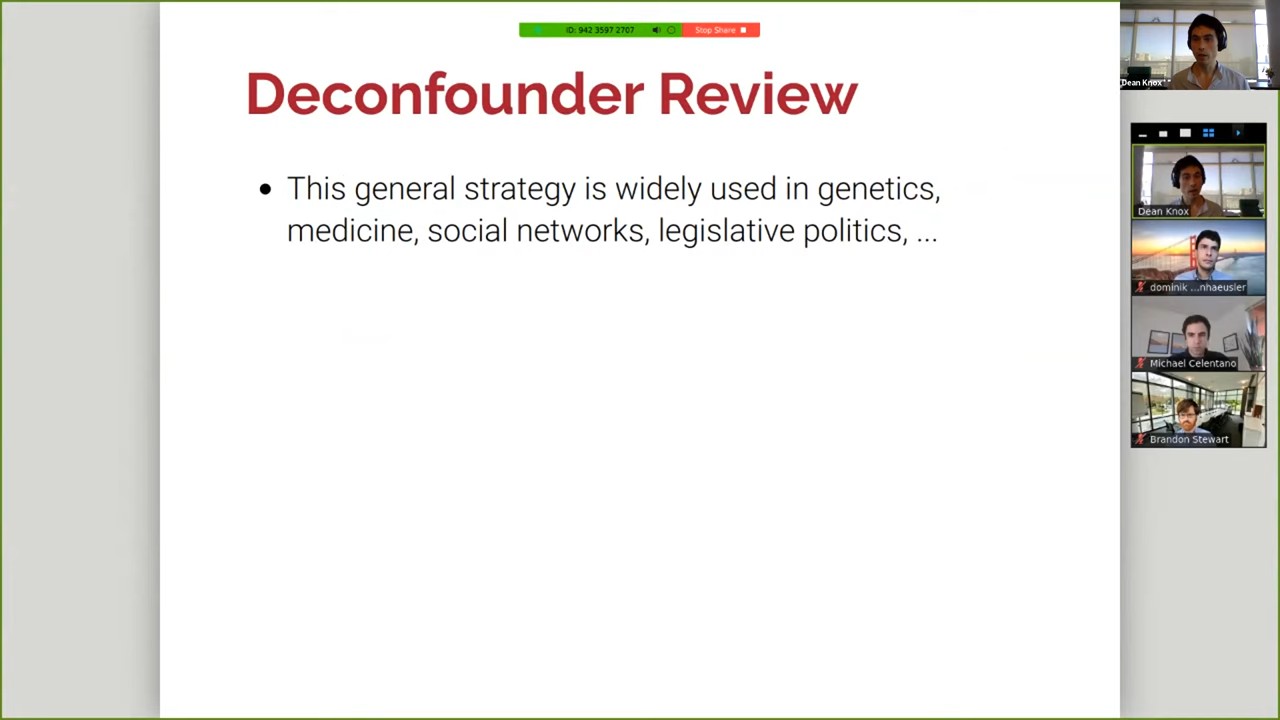 ID: 942 3597 2707 Stop Share
Deconfounder Review
• This general strategy is widely used in genetics,
medicine, social networks, legislative politics, ...
Dean Knox
Dean Knox
dominik ...nhaeusler
Michael Celentano
Brandon Stewart